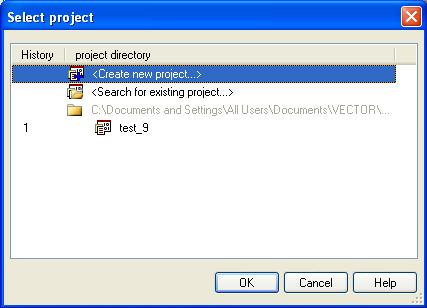 Select project
History project directory
<Create new project...>
<Search for existing project...>
C:\Documents and Settings\All Users\Documents\VECTOR\...
1 test_9
OK Cancel Help